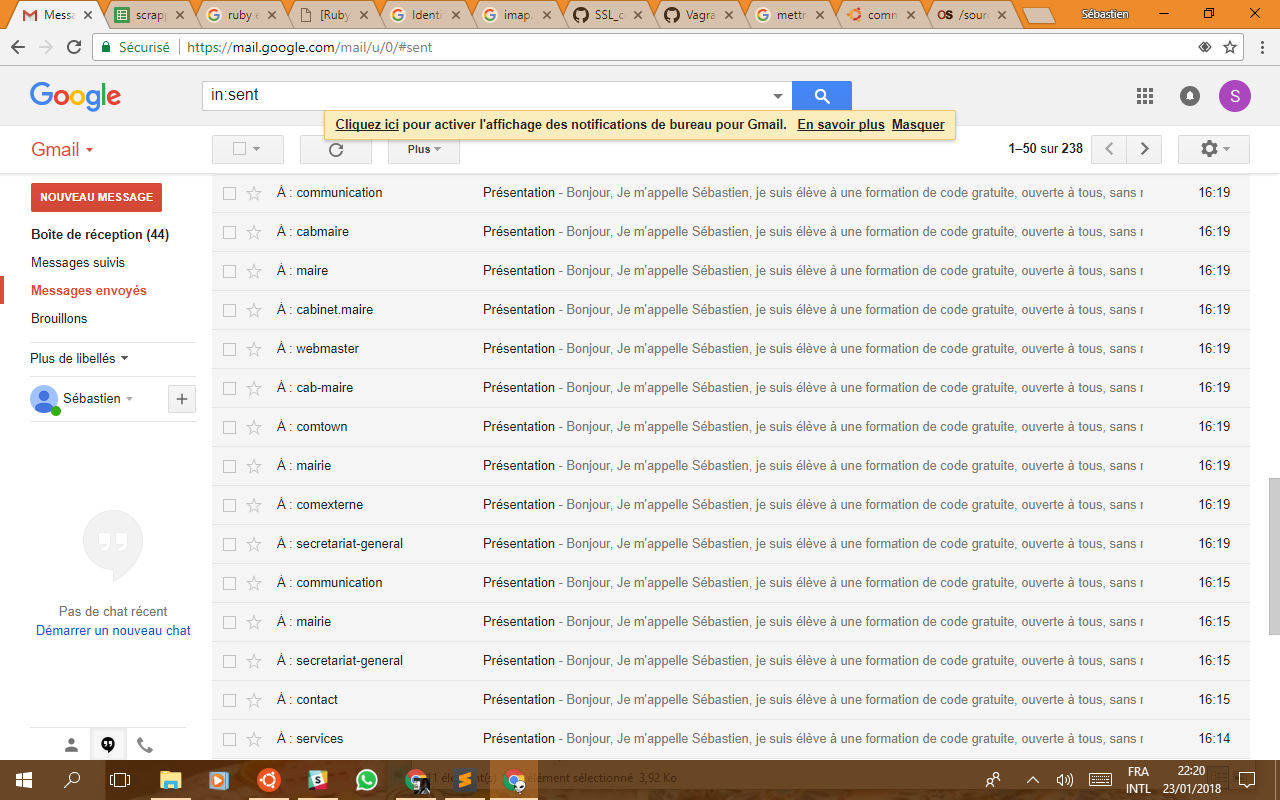 Messa
scrapp
ruby e
[Ruby
Identi
imap.
SSL_c
Vagra
mettr
comm
/sour
Sébastien
Sécurisé
https://mail.google.com/mail/u/0/#sent
Google
in:sent
S
Cliquez ici pour activer l'affichage des notifications de bureau pour Gmail. En savoir plus Masquer
Gmail
Plus
1–50 sur 238
NOUVEAU MESSAGE
Boîte de réception (44)
Messages suivis
Messages envoyés
Brouillons
Plus de libellés
Sébastien
Pas de chat récent
Démarrer un nouveau chat
À : communication Présentation - Bonjour, Je m'appelle Sébastien, je suis élève à une formation de code gratuite, ouverte à tous, sans 16:19
À : cabmaire Présentation - Bonjour, Je m'appelle Sébastien, je suis élève à une formation de code gratuite, ouverte à tous, sans 16:19
À : maire Présentation - Bonjour, Je m'appelle Sébastien, je suis élève à une formation de code gratuite, ouverte à tous, sans 16:19
À : cabinet.maire Présentation - Bonjour, Je m'appelle Sébastien, je suis élève à une formation de code gratuite, ouverte à tous, sans 16:19
À : webmaster Présentation - Bonjour, Je m'appelle Sébastien, je suis élève à une formation de code gratuite, ouverte à tous, sans 16:19
À : cab-maire Présentation - Bonjour, Je m'appelle Sébastien, je suis élève à une formation de code gratuite, ouverte à tous, sans 16:19
À : comtown Présentation - Bonjour, Je m'appelle Sébastien, je suis élève à une formation de code gratuite, ouverte à tous, sans 16:19
À : mairie Présentation - Bonjour, Je m'appelle Sébastien, je suis élève à une formation de code gratuite, ouverte à tous, sans 16:19
À : comexterne Présentation - Bonjour, Je m'appelle Sébastien, je suis élève à une formation de code gratuite, ouverte à tous, sans 16:19
À : secretariat-general Présentation - Bonjour, Je m'appelle Sébastien, je suis élève à une formation de code gratuite, ouverte à tous, sans 16:19
À : communication Présentation - Bonjour, Je m'appelle Sébastien, je suis élève à une formation de code gratuite, ouverte à tous, sans 16:15
À : mairie Présentation - Bonjour, Je m'appelle Sébastien, je suis élève à une formation de code gratuite, ouverte à tous, sans 16:15
À : secretariat-general Présentation - Bonjour, Je m'appelle Sébastien, je suis élève à une formation de code gratuite, ouverte à tous, sans 16:15
À : contact Présentation - Bonjour, Je m'appelle Sébastien, je suis élève à une formation de code gratuite, ouverte à tous, sans 16:15
À : services Présentation - Bonjour, Je m'appelle Sébastien, je suis élève à une formation de code gratuite, ouverte à tous, sans 16:14
élément sélectionné 3,92 Ko
FRA
INTL
22:20
23/01/2018